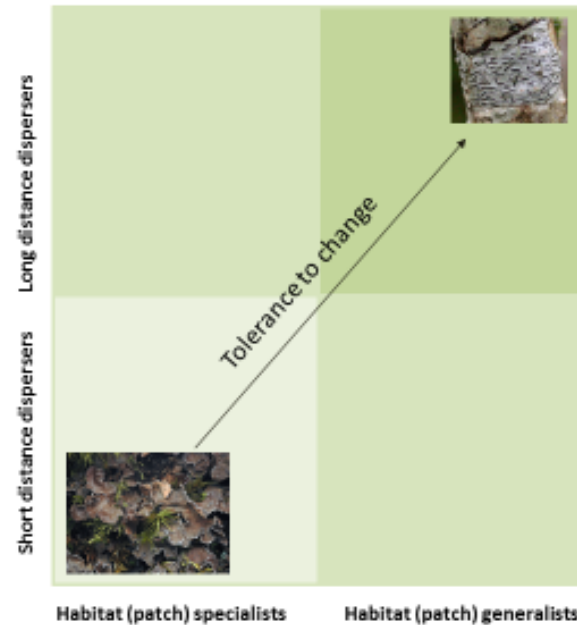 Long distance dispersers
Tolerance to change
Short distance dispersers
Habitat (patch) specialists
Habitat (patch) generalists